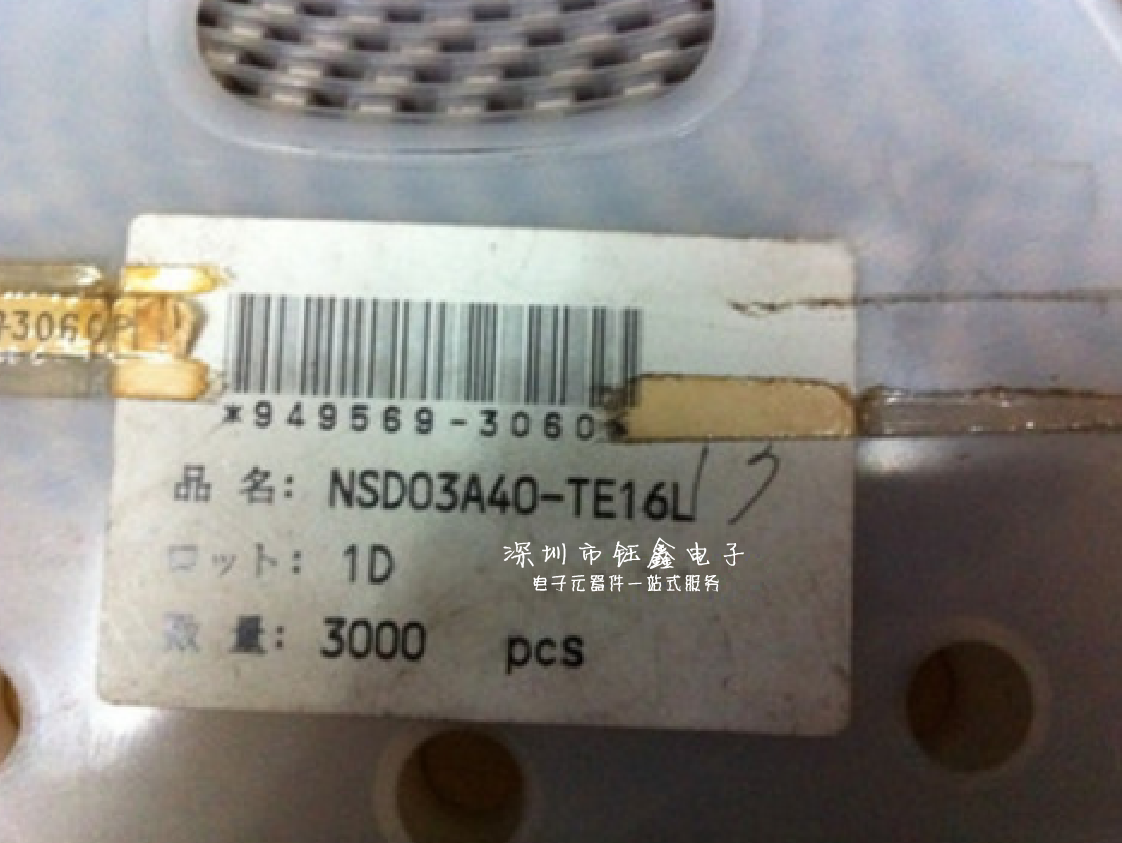 *949569-3060*
品 名: NSD03A40-TE16L
ロット: 1D
数 量: 3000 pcs
深圳市钰鑫电子
电子元器件一站式服务